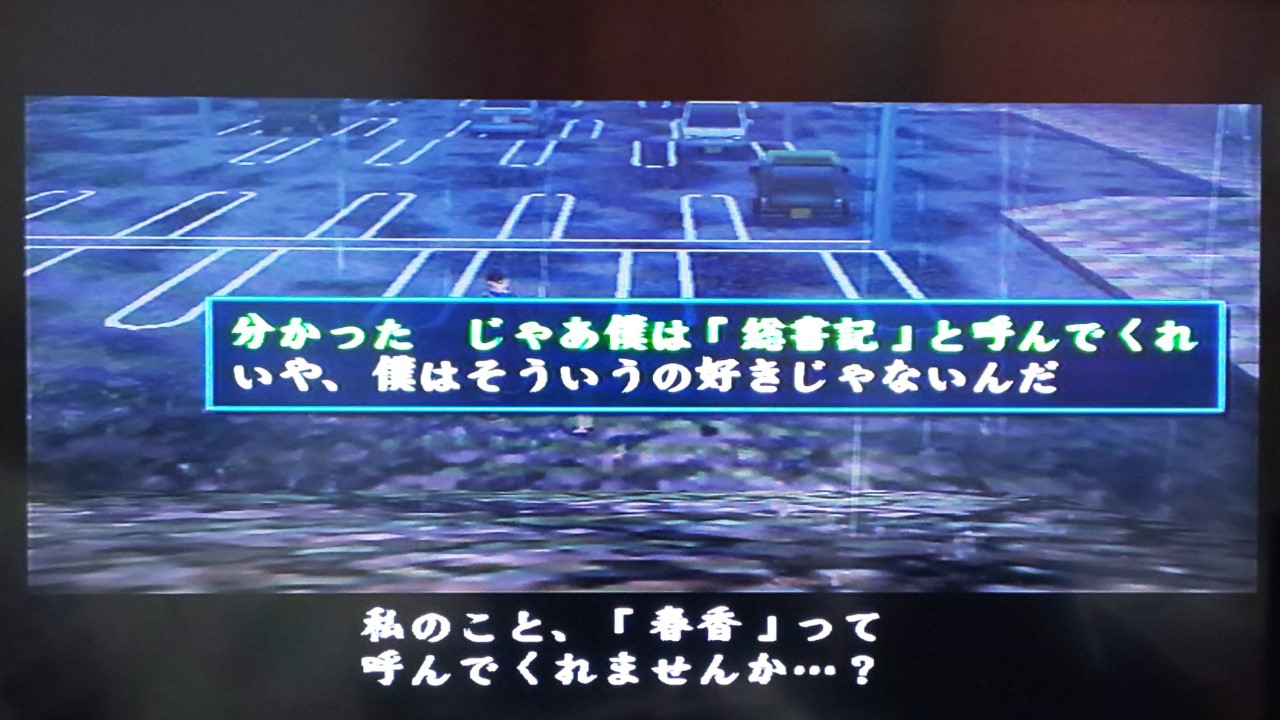 分かった　じゃあ僕は「総書記」と呼んでくれ
いや、僕はそういうの好きじゃないんだ
私のこと、「春香」って
呼んでくれませんか…？